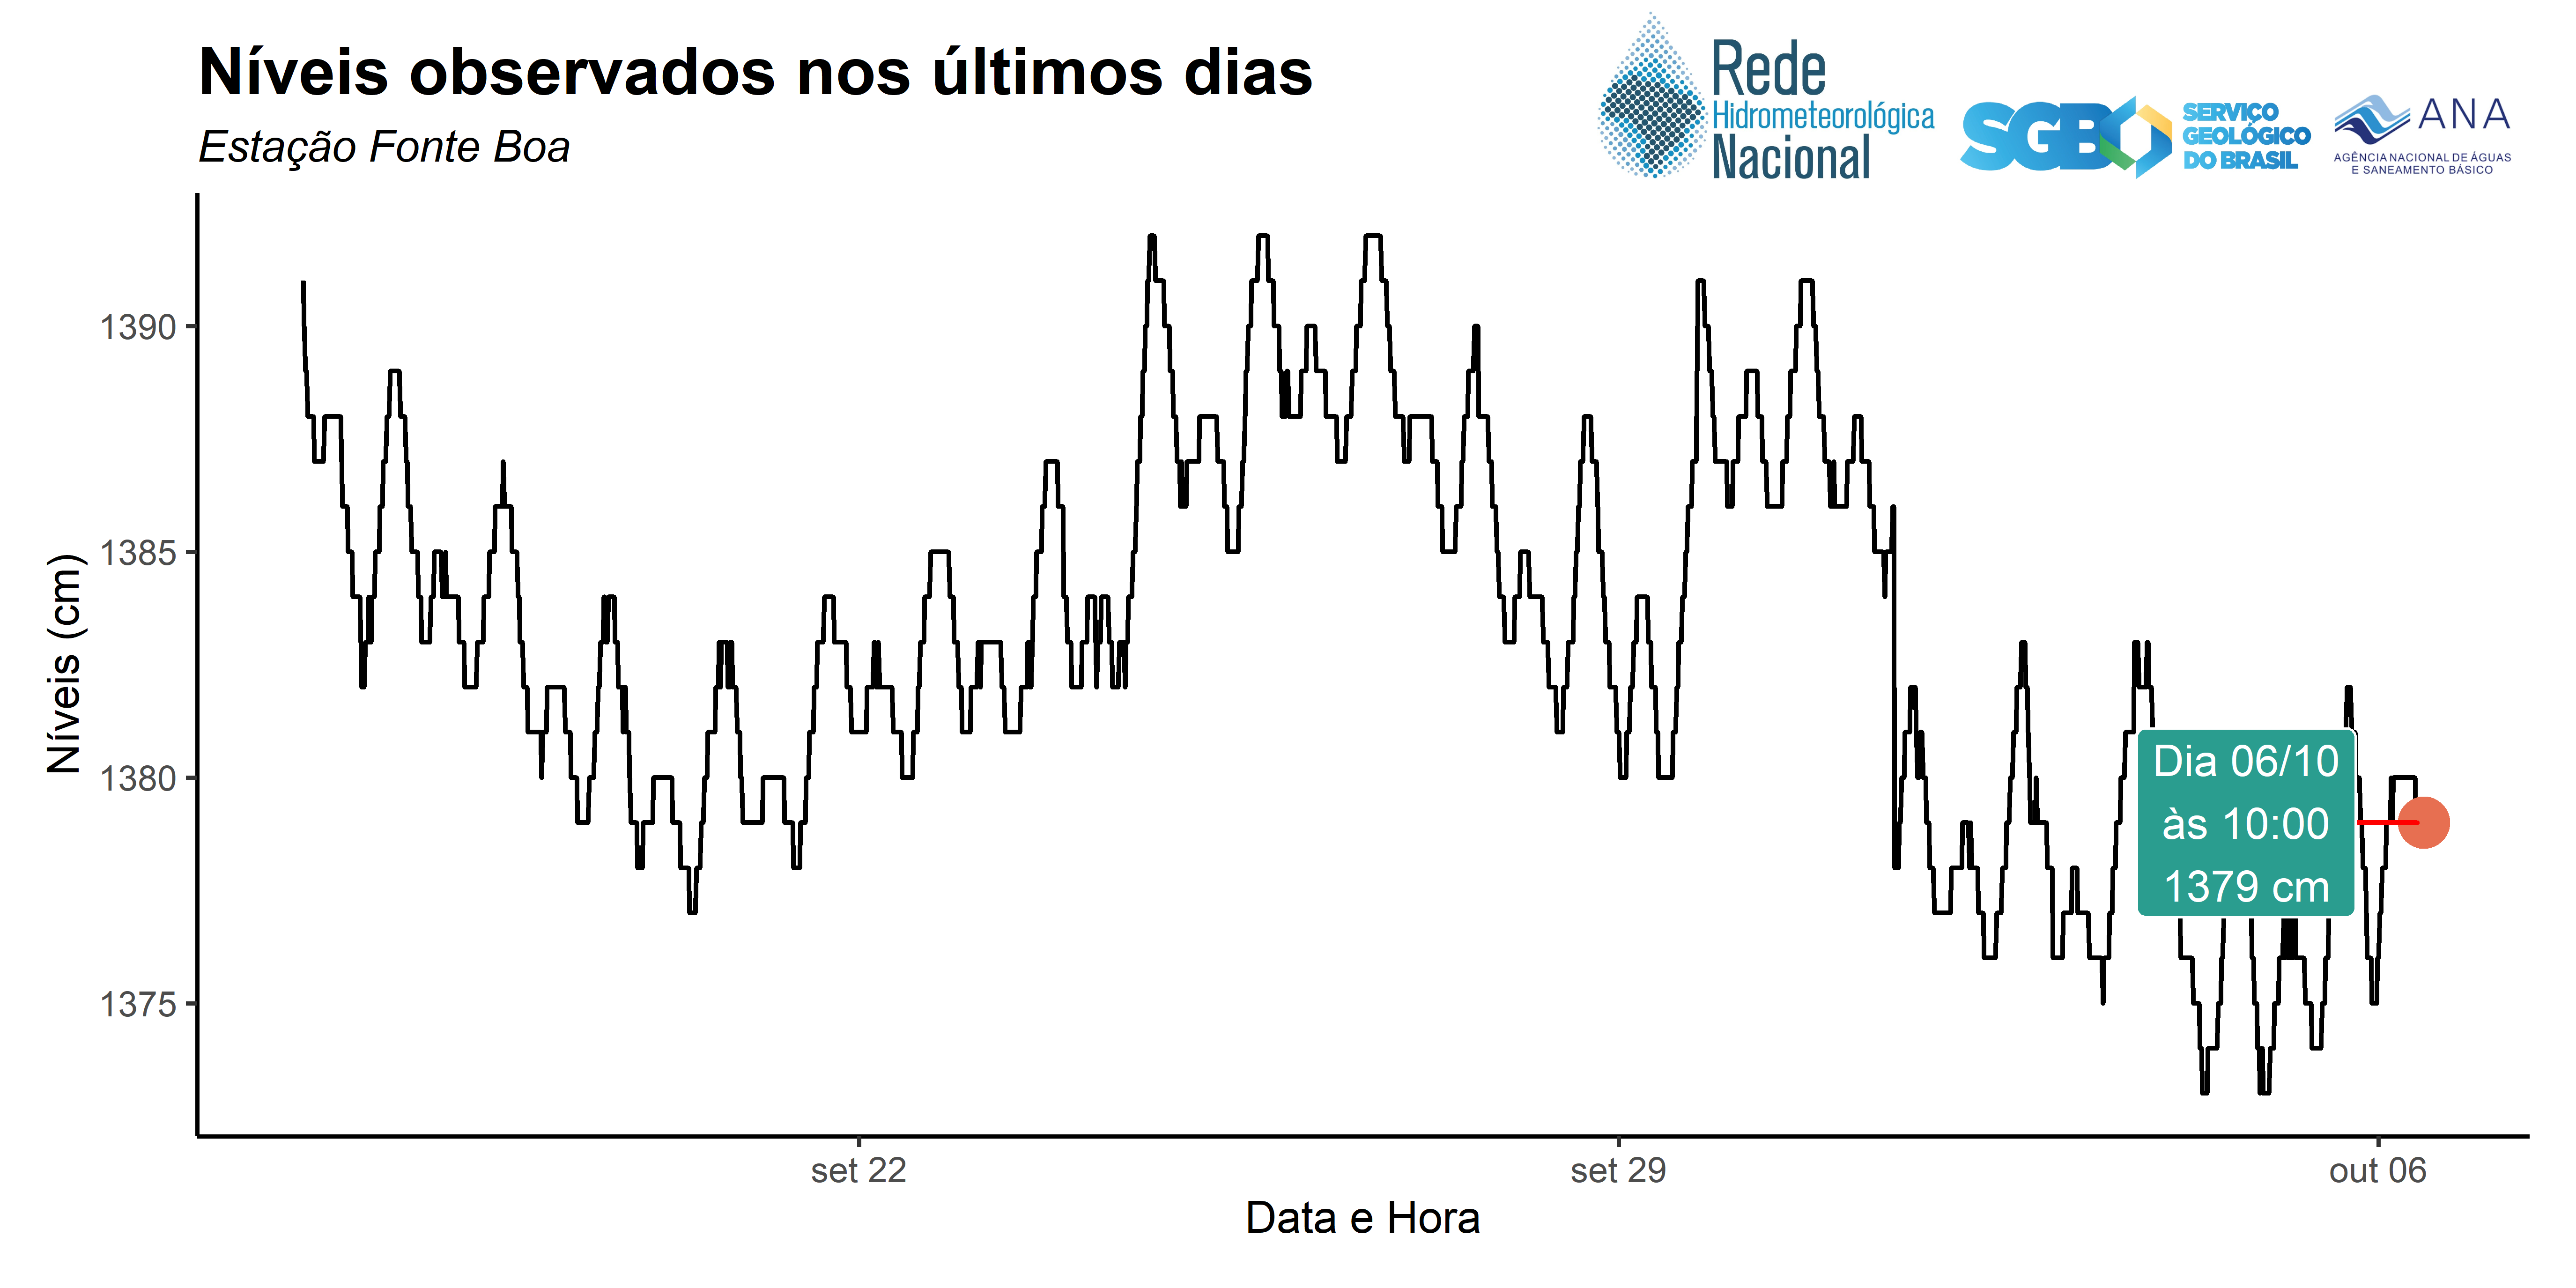 Níveis observados nos últimos dias
Estação Fonte Boa
Rede
Hidrometeorológica
Nacional
SGB
SERVIÇO
GEOLÓGICO
DO BRASIL
ANA
AGÊNCIA NACIONAL DE ÁGUAS
E SANEAMENTO BÁSICO
Níveis (cm)
1390
1385
1380
1375
Dia 06/10
às 10:00
1379 cm
set 22
set 29
out 06
Data e Hora